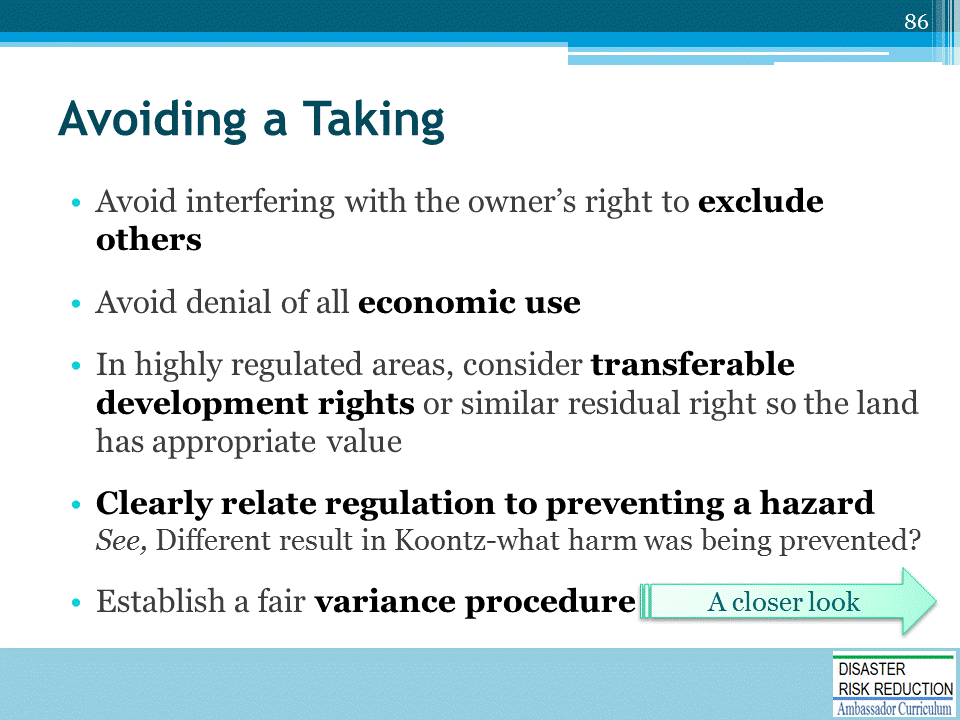 86
Avoiding a Taking
• Avoid interfering with the owner’s right to exclude
others
• Avoid denial of all economic use
• In highly regulated areas, consider transferable
development rights or similar residual right so the land
has appropriate value
• Clearly relate regulation to preventing a hazard
See, Different result in Koontz-what harm was being prevented?
• Establish a fair variance procedure
A closer look
DISASTER
RISK REDUCTION
Ambassador Curriculum